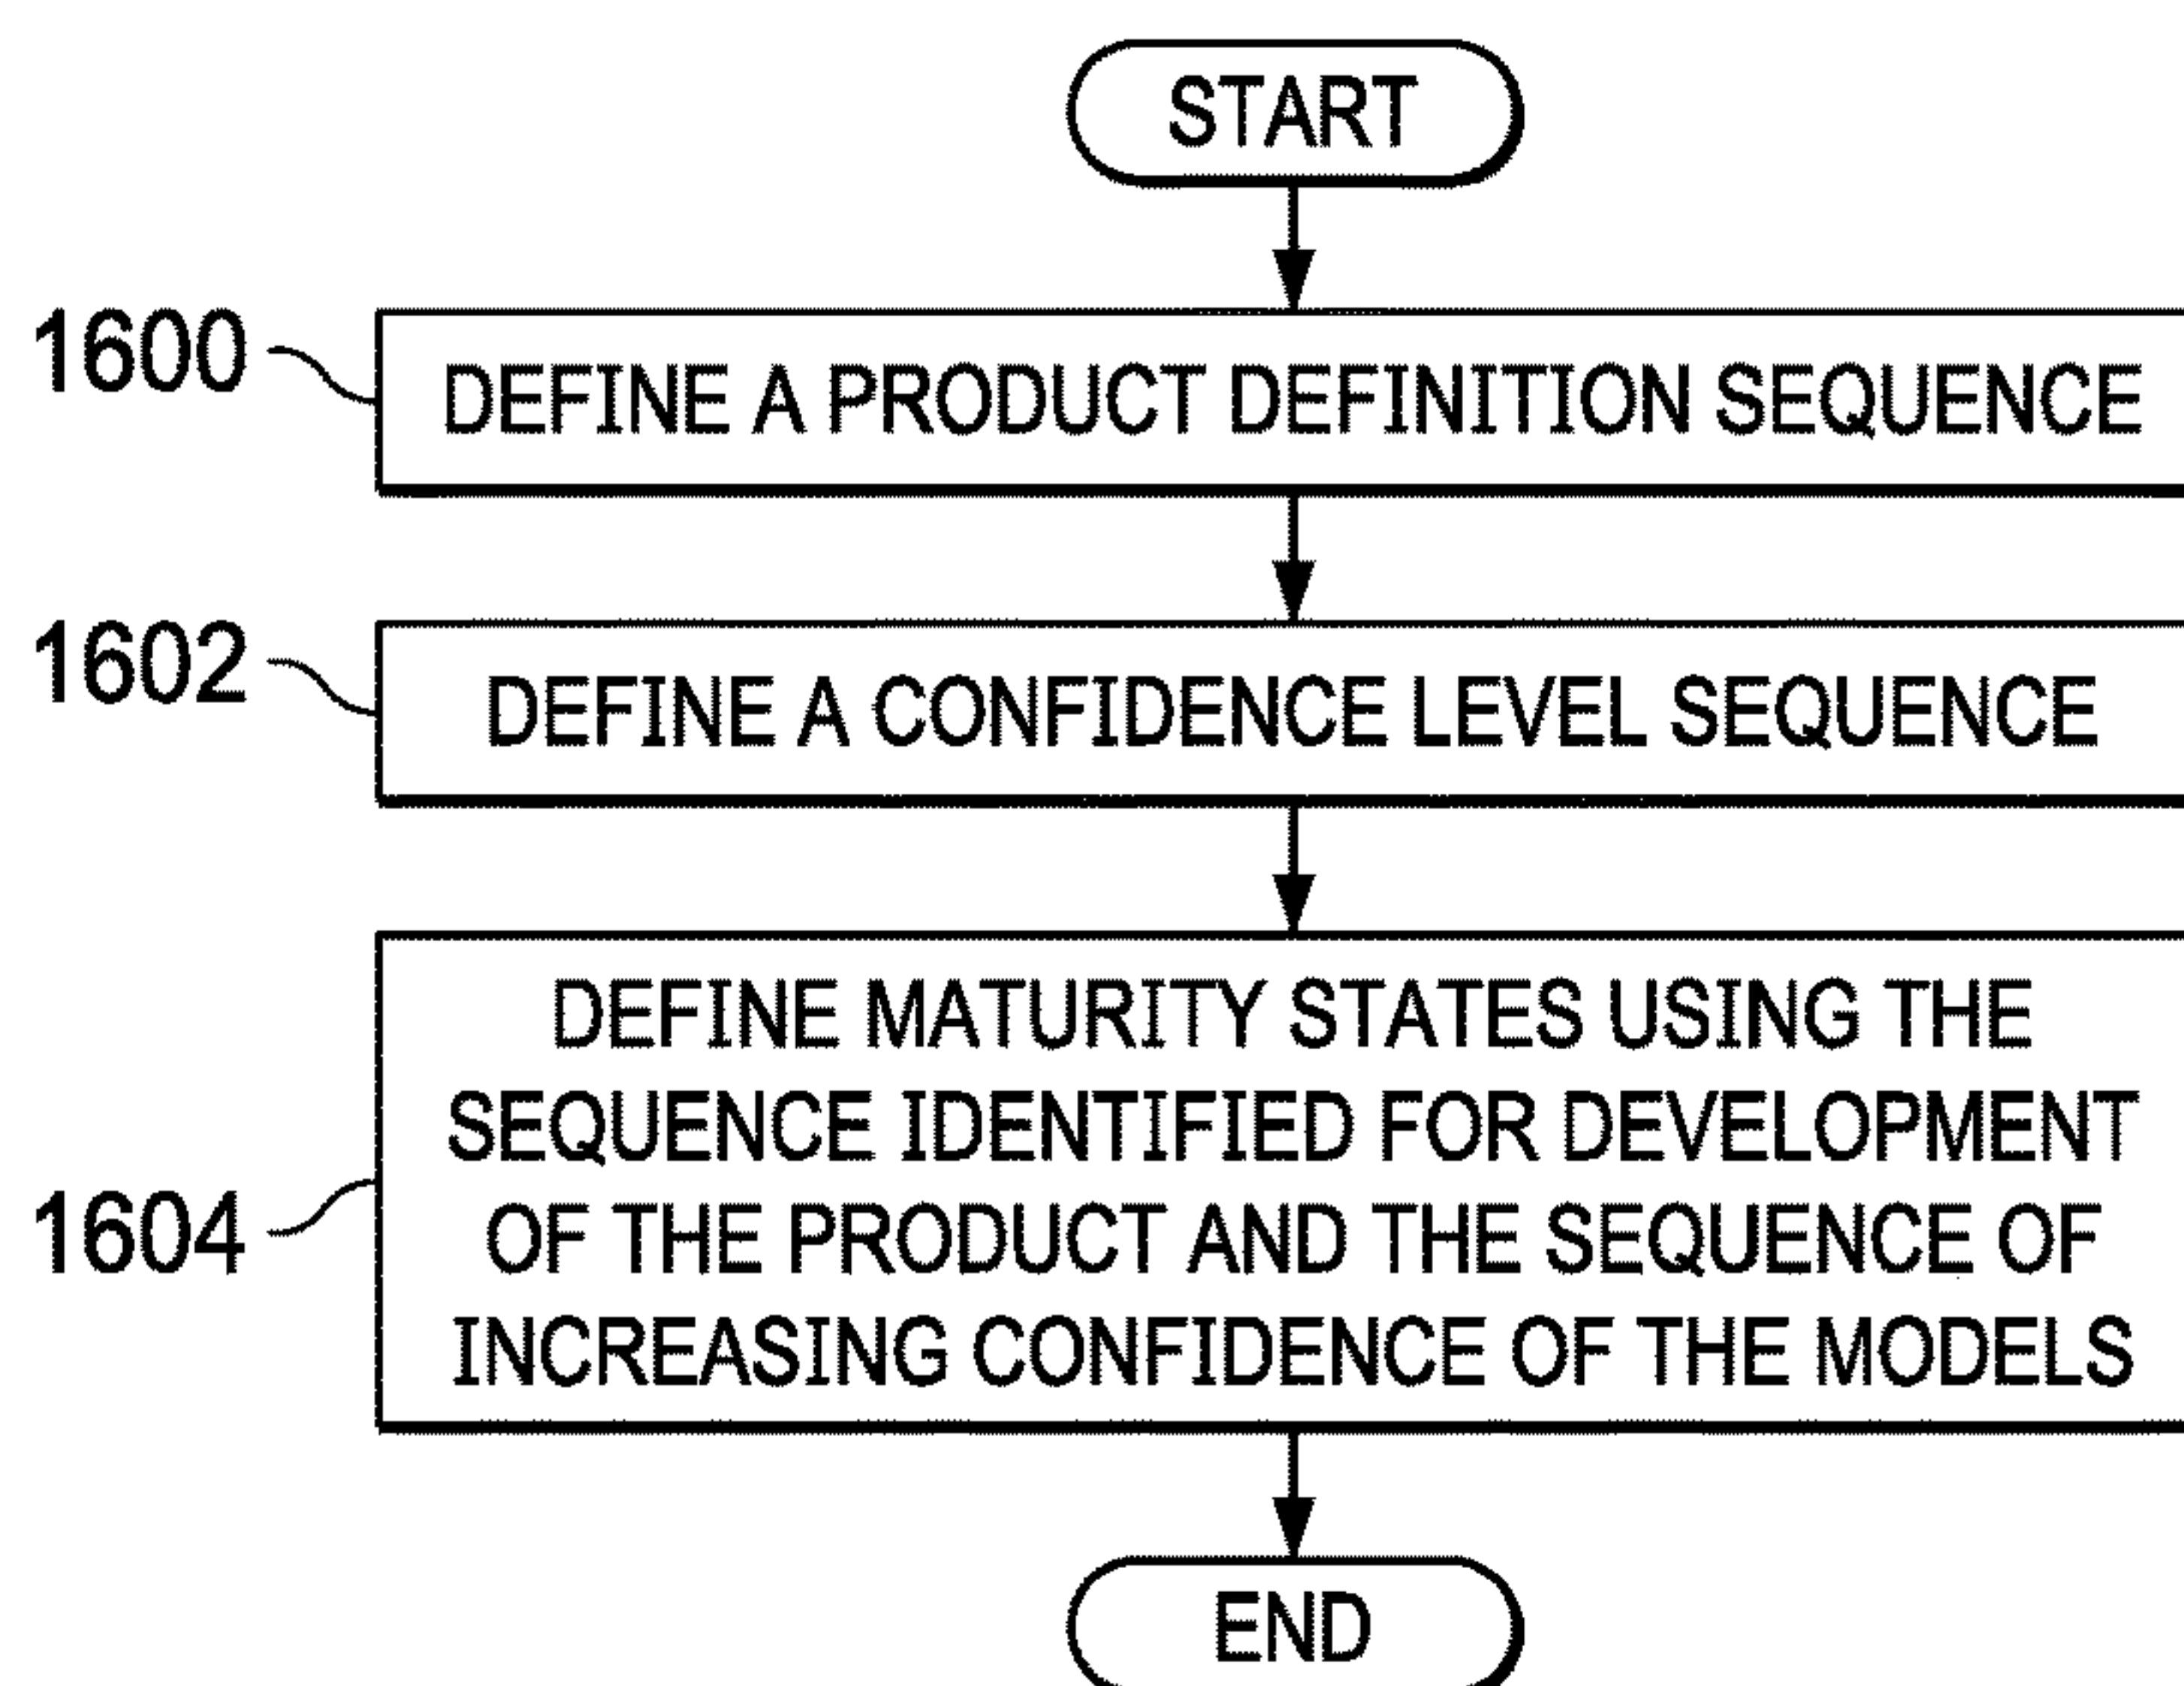 START
1600
DEFINE A PRODUCT DEFINITION SEQUENCE
1602
DEFINE A CONFIDENCE LEVEL SEQUENCE
DEFINE MATURITY STATES USING THE
SEQUENCE IDENTIFIED FOR DEVELOPMENT
1604
OF THE PRODUCT AND THE SEQUENCE OF
INCREASING CONFIDENCE OF THE MODELS
END